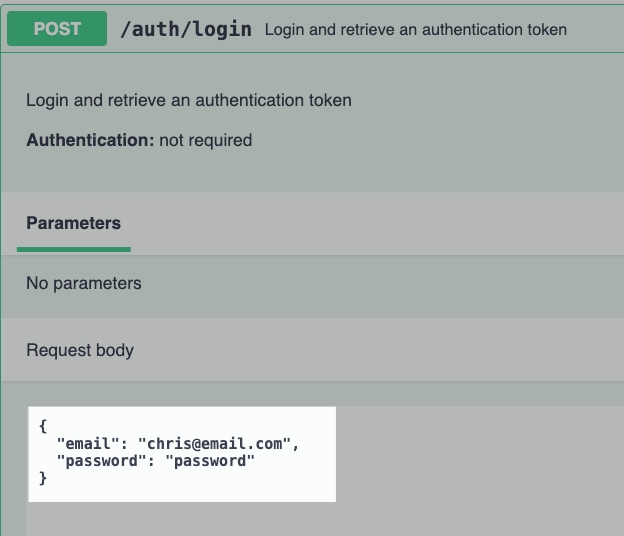 POST /auth/login Login and retrieve an authentication token
Login and retrieve an authentication token
Authentication: not required
Parameters
No parameters
Request body
{
"email": "chris@email.com",
"password": "password"
}